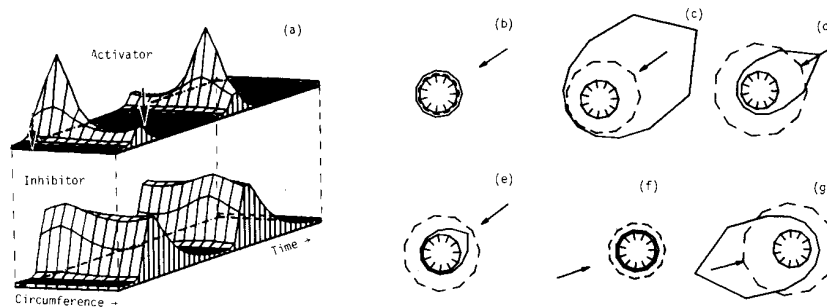 (a)
Activator
Inhibitor
Time →
Circumference →
(b)
(c)
(d
(e)
(f)
(g